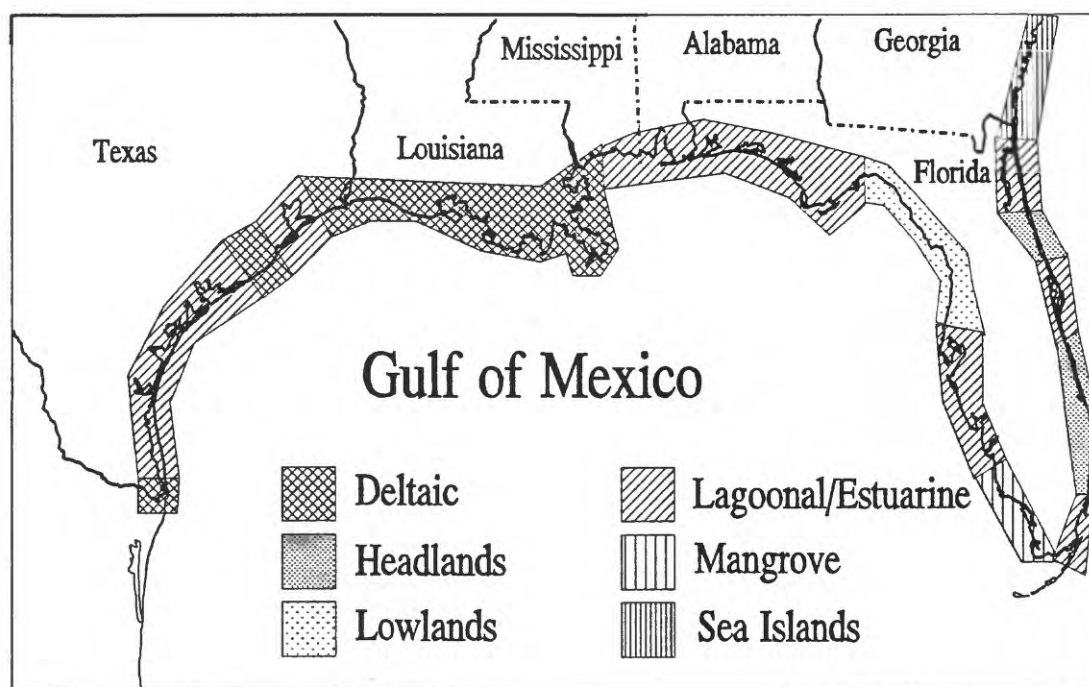 Mississippi
Alabama
Georgia
Texas
Louisiana
Florida
Gulf of Mexico
Deltaic
Lagoonal/Estuarine
Headlands
Mangrove
Lowlands
Sea Islands